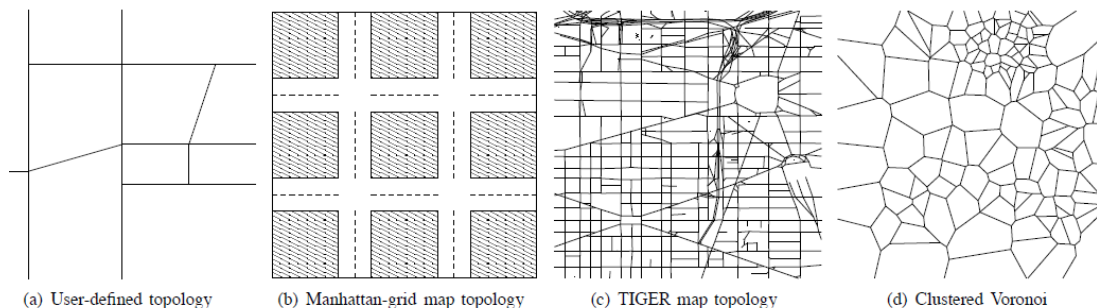 (a) User-defined topology
(b) Manhattan-grid map topology
(c) TIGER map topology
(d) Clustered Voronoi